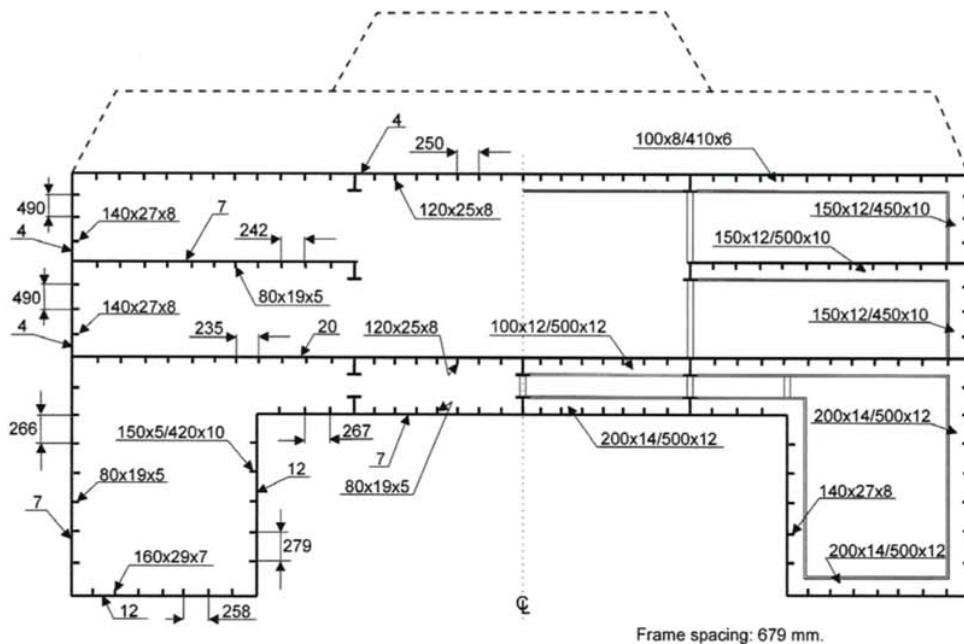 4
250
100x8/410x6
490
140x27x8
7
120x25x8
150x12/450x10
4
242
150x12/500x10
490
80x19x5
140x27x8
235
20
120x25x8
100x12/500x12
150x12/450x10
4
266
150x5/420x10
267
7
200x14/500x12
200x14/500x12
80x19x5
12
80x19x5
140x27x8
7
279
160x29x7
200x14/500x12
12
258
℄
Frame spacing: 679 mm.